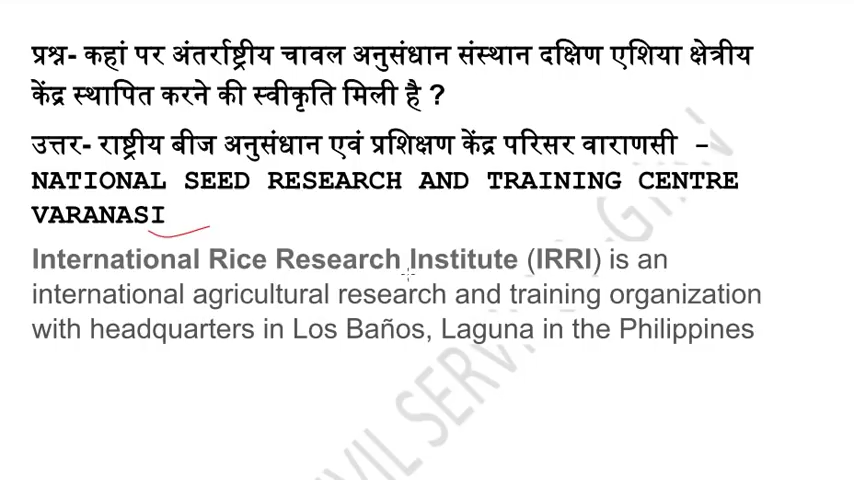 प्रश्न- कहां पर अंतर्राष्ट्रीय चावल अनुसंधान संस्थान दक्षिण एशिया क्षेत्रीय
केंद्र स्थापित करने की स्वीकृति मिली है ?
उत्तर- राष्ट्रीय बीज अनुसंधान एवं प्रशिक्षण केंद्र परिसर वाराणसी -
NATIONAL SEED RESEARCH AND TRAINING CENTRE
VARANASI
International Rice Research Institute (IRRI) is an
international agricultural research and training organization
with headquarters in Los Baños, Laguna in the Philippines